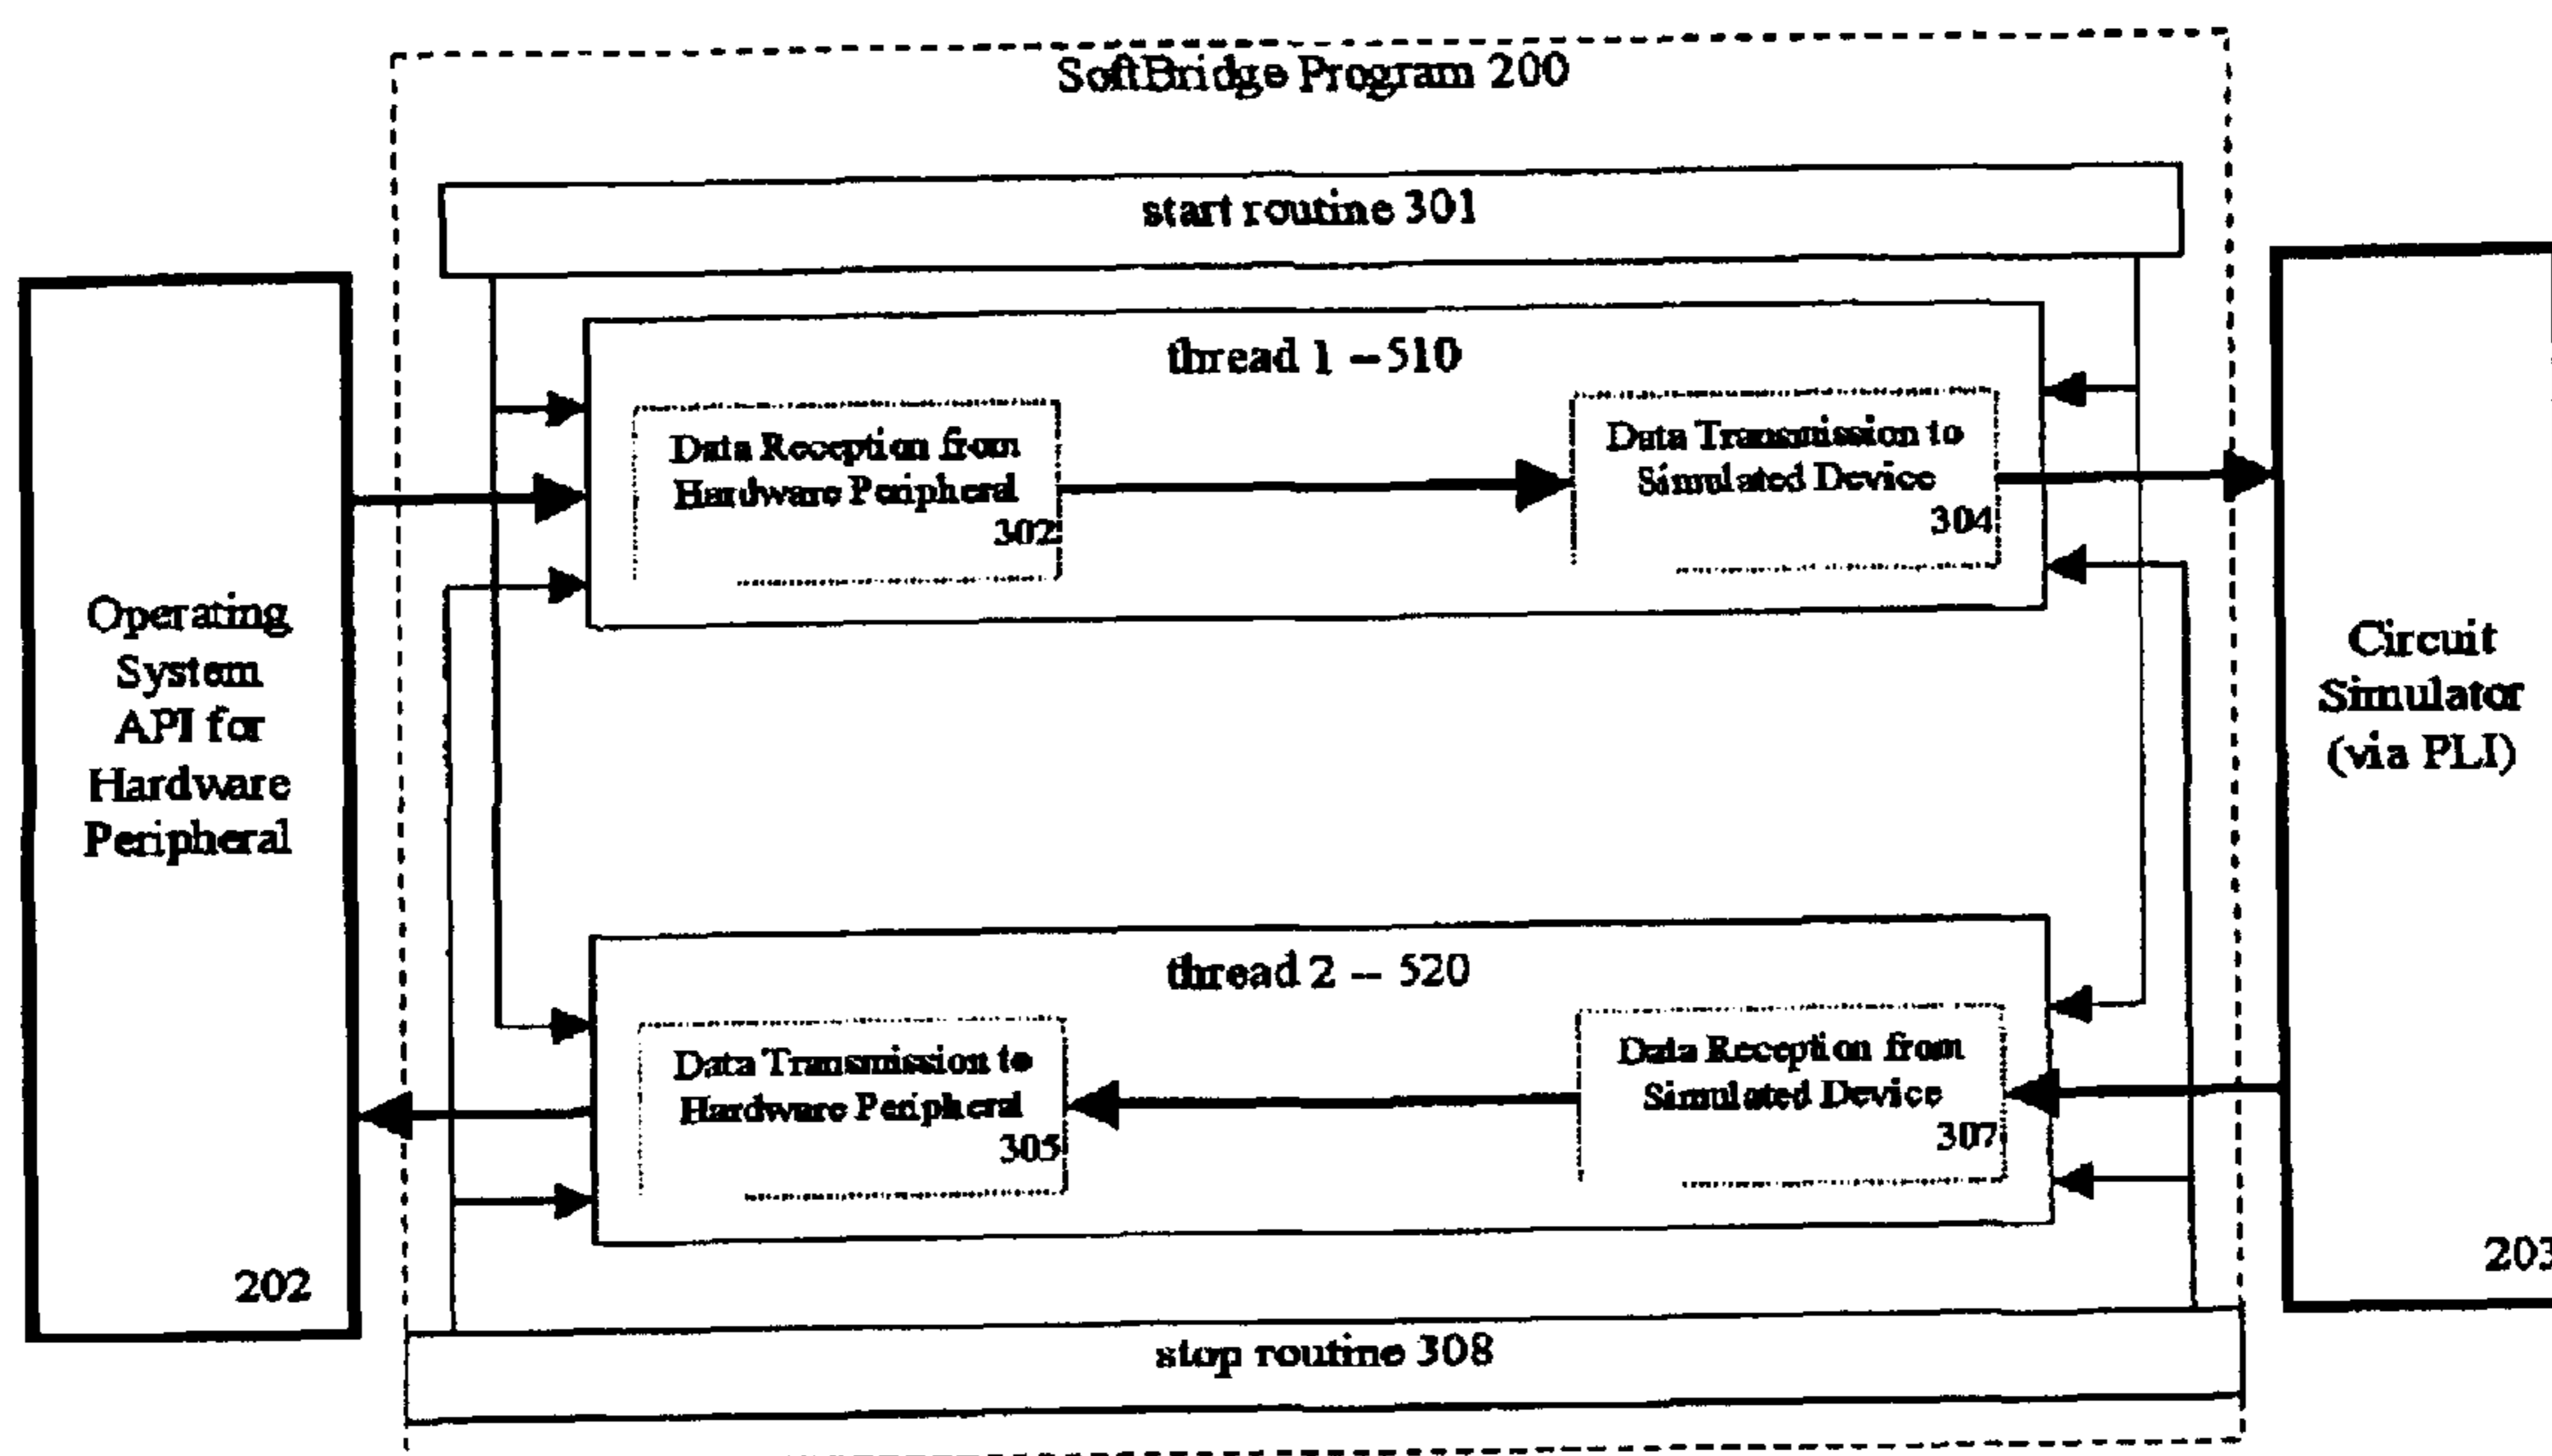 SoftBridge Program 200
start routine 301
thread 1 -- 510
Data Reception from
Hardware Peripheral
302
Data Transmission to
Simulated Device
304
Operating
System
API for
Hardware
Peripheral
202
Circuit
Simulator
(via PLI)
203
thread 2 -- 520
Data Transmission to
Hardware Peripheral
305
Data Reception from
Simulated Device
307
stop routine 308